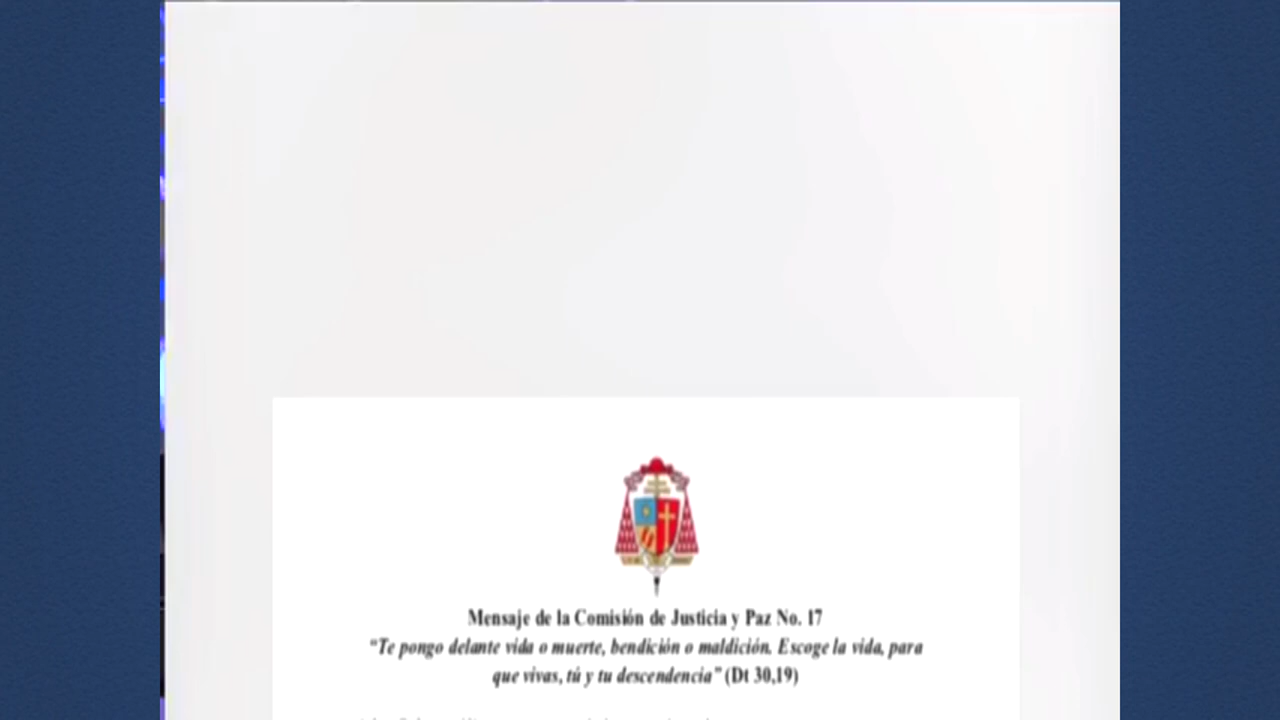 Mensaje de la Comisión de Justicia y Paz No. 17
“Te pongo delante vida o muerte, bendición o maldición. Escoge la vida, para
que vivas, tú y tu descendencia” (Dt 30,19)